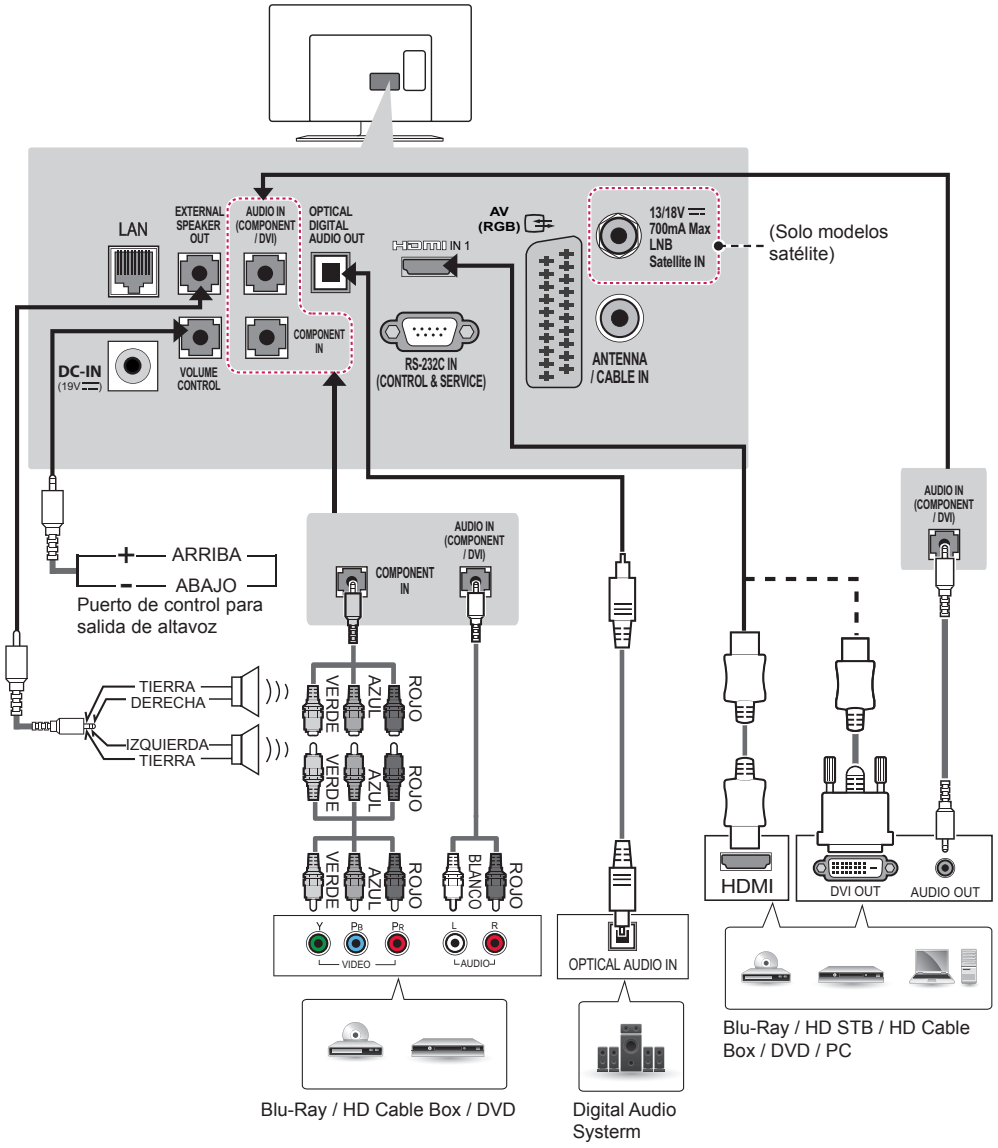 LAN
EXTERNAL
SPEAKER
OUT
AUDIO IN
(COMPONENT
/ DVI)
OPTICAL
DIGITAL
AUDIO OUT
HDMI IN 1
AV
(RGB)
13/18V
700mA Max
LNB
Satellite IN
(Solo modelos
satélite)
DC-IN
(19V)
VOLUME
CONTROL
COMPONENT
IN
RS-232C IN
(CONTROL & SERVICE)
ANTENNA
/ CABLE IN
AUDIO IN
(COMPONENT
/ DVI)
+ ARRIBA
- ABAJO
Puerto de control para
salida de altavoz
COMPONENT
IN
AUDIO IN
(COMPONENT
/ DVI)
TIERRA
DERECHA
IZQUIERDA
TIERRA
VERDE
AZUL
ROJO
VERDE
AZUL
ROJO
VERDE
AZUL
ROJO
BLANCO
ROJO
Y PB PR
VIDEO
L R
AUDIO
OPTICAL AUDIO IN
HDMI
DVI OUT
AUDIO OUT
Blu-Ray / HD Cable Box / DVD
Digital Audio
Systerm
Blu-Ray / HD STB / HD Cable
Box / DVD / PC